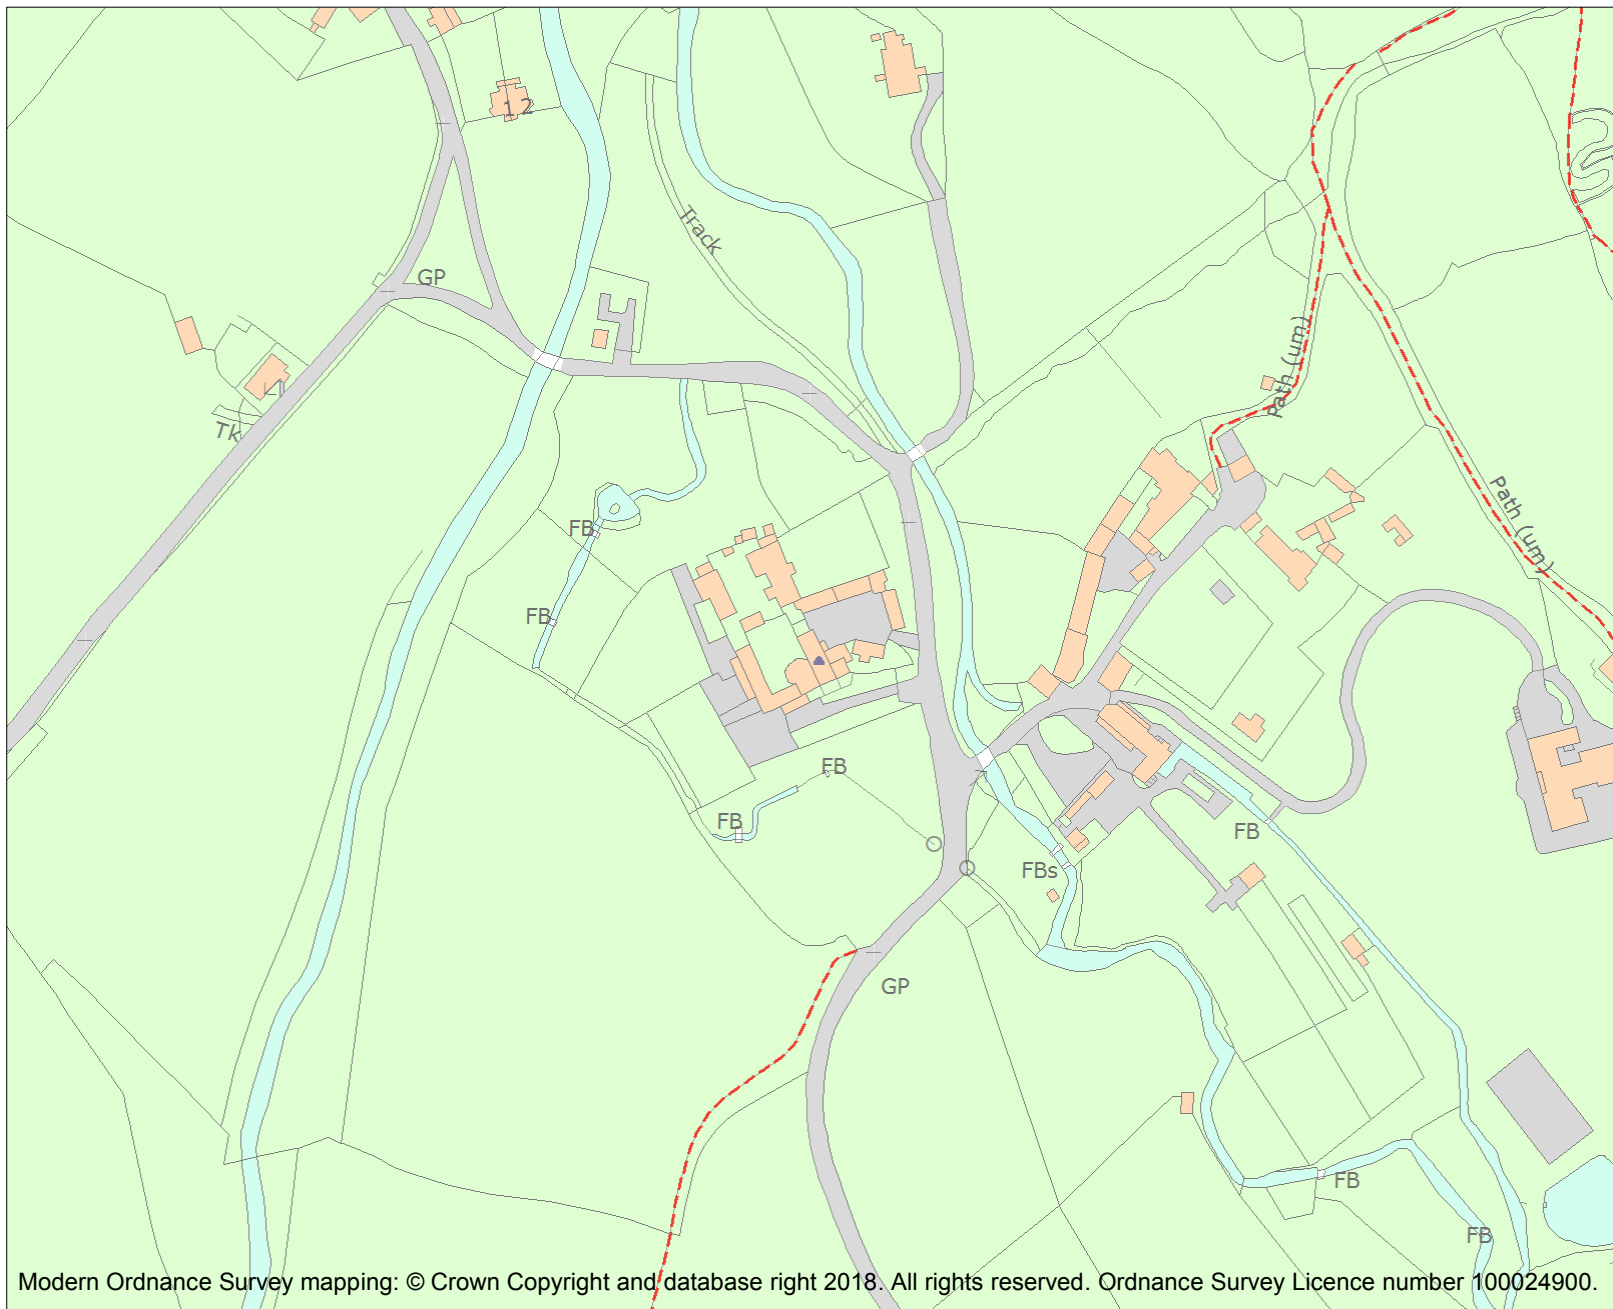 1 2
Track
GP
Path (um)
Tk
Path (um)
FB
FB
FB
FB
FB
FBs
GP
FB
FB
Modern Ordnance Survey mapping: © Crown Copyright and database right 2018. All rights reserved. Ordnance Survey Licence number 100024900.